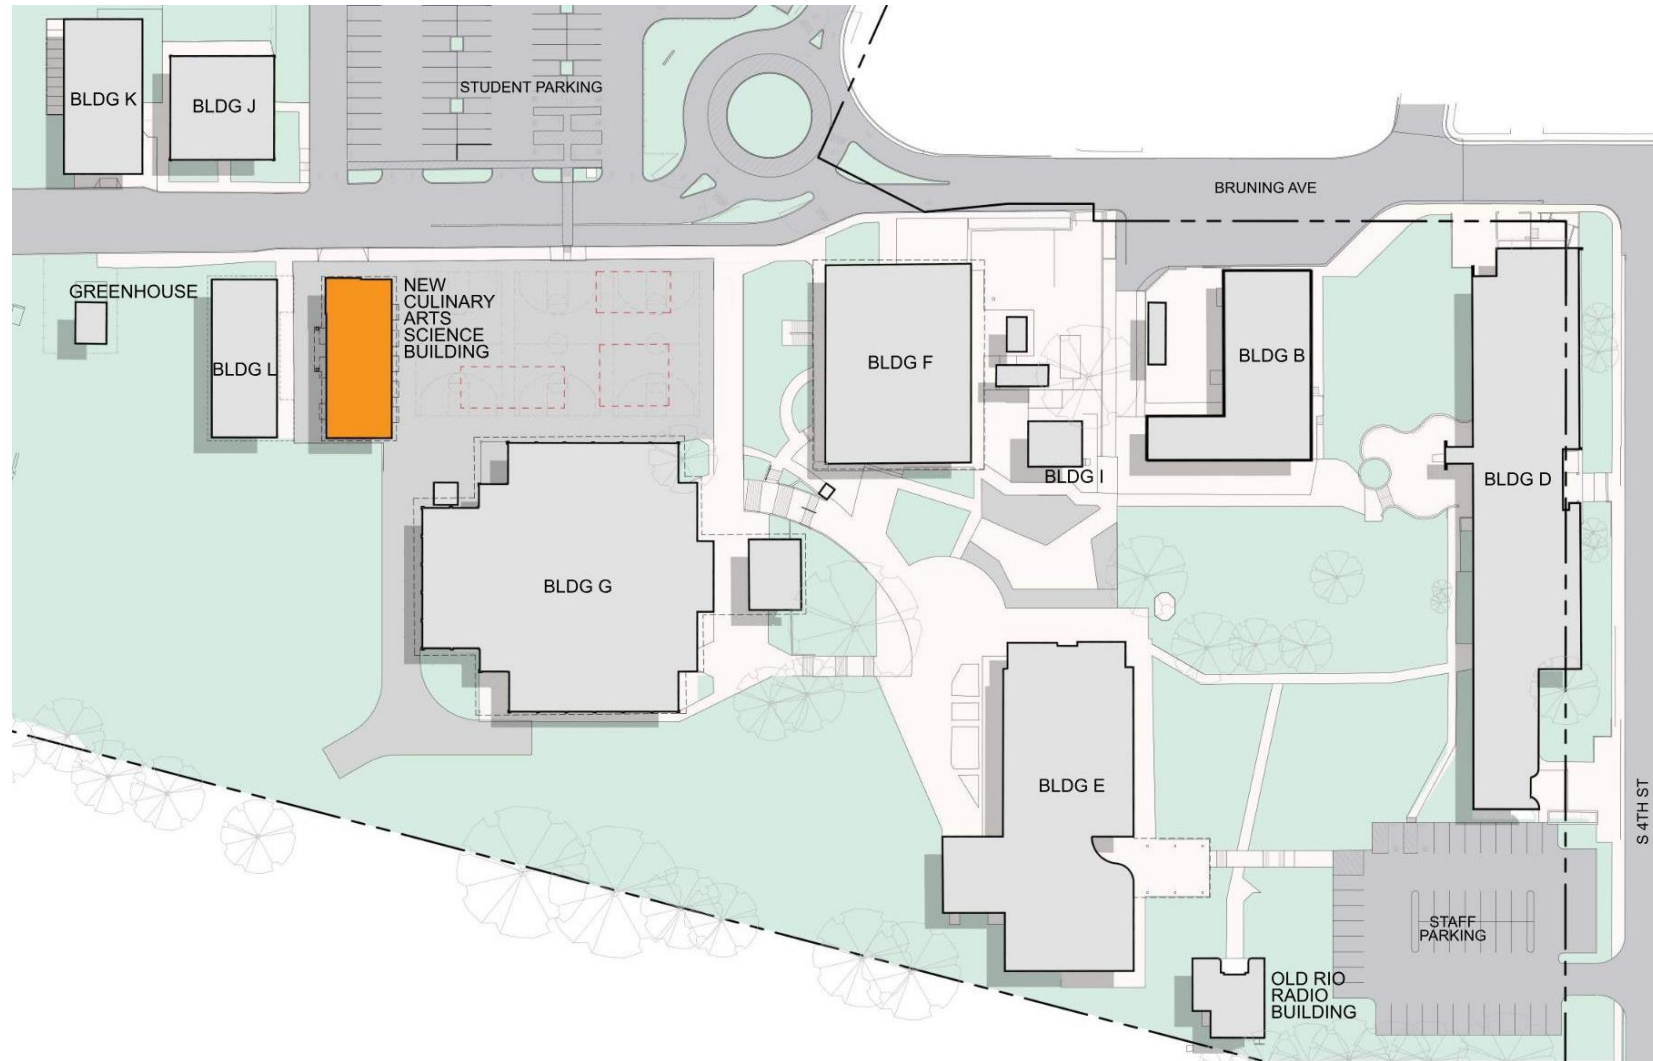 BLDG K
BLDG J
STUDENT PARKING
BRUNING AVE
GREENHOUSE
BLDG L
NEW
CULINARY
ARTS
SCIENCE
BUILDING
BLDG F
BLDG B
BLDG I
BLDG D
BLDG G
BLDG E
S 4TH ST
STAFF
PARKING
OLD RIO
RADIO
BUILDING